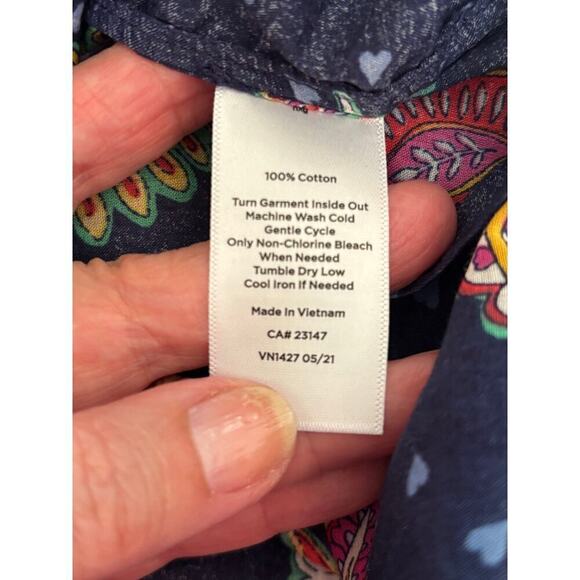 100% Cotton
Turn Garment Inside Out
Machine Wash Cold
Gentle Cycle
Only Non-Chlorine Bleach
When Needed
Tumble Dry Low
Cool Iron If Needed
Made In Vietnam
CA# 23147
VN1427 05/21